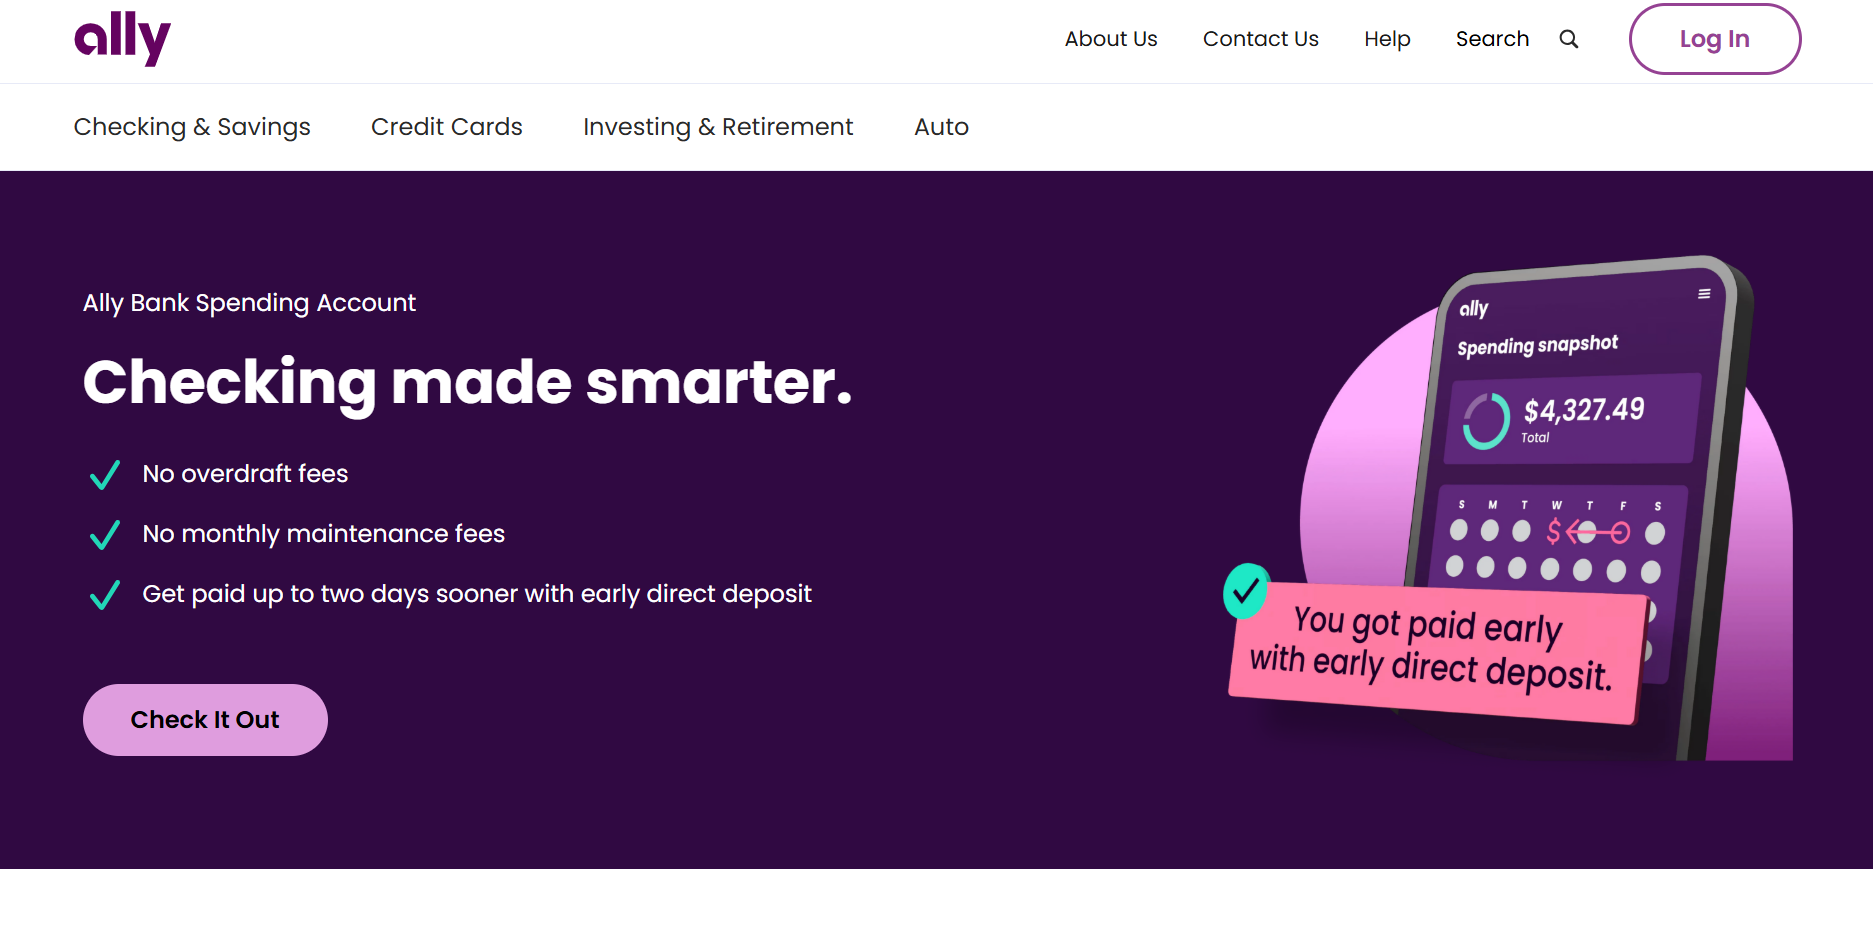 ally
About Us
Contact Us
Help
Search
Log In
Checking & Savings
Credit Cards
Investing & Retirement
Auto
Ally Bank Spending Account
Checking made smarter.
No overdraft fees
No monthly maintenance fees
Get paid up to two days sooner with early direct deposit
Check It Out
ally
Spending snapshot
$4,327.49
Total
S M T W T F S
$
You got paid early
with early direct deposit.